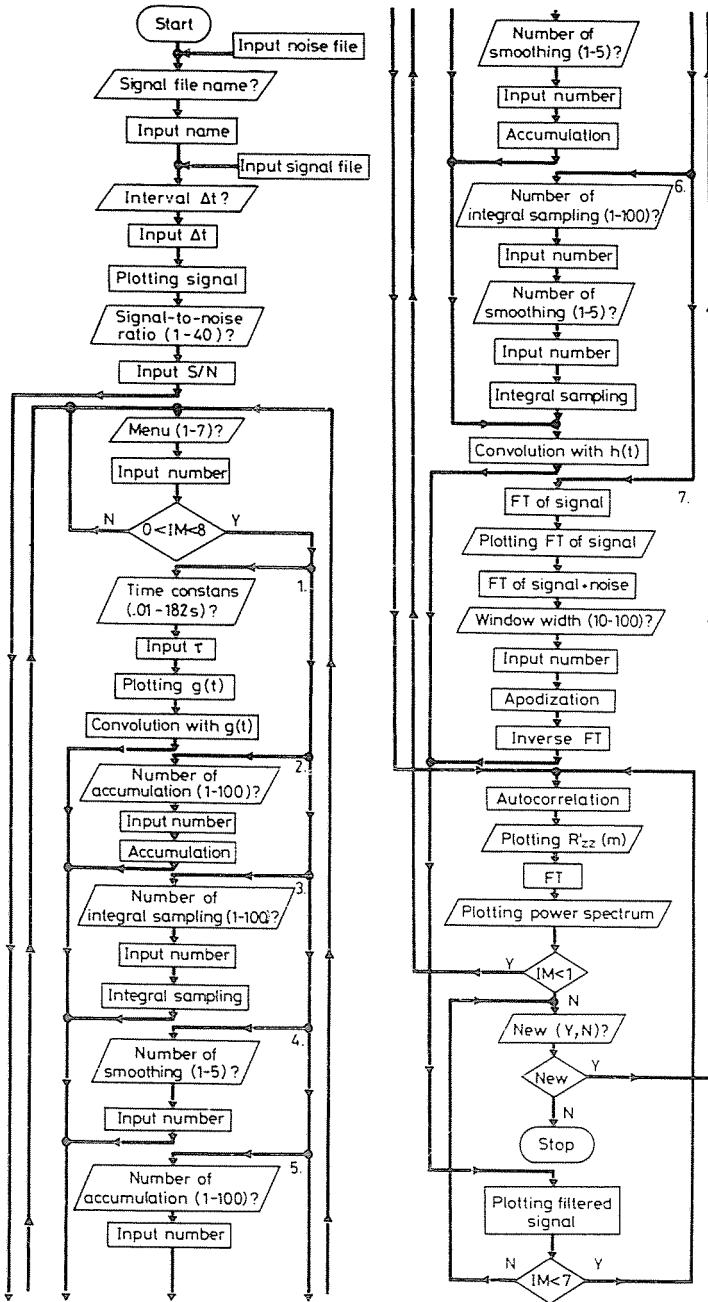 Start
Input noise file
Signal file name?
Input name
Input signal file
Interval Δt?
Input Δt
Plotting signal
Signal-to-noise
ratio (1-40)?
Input S/N
Menu (1-7)?
Input number
N
0<IM<8
Y
1.
Time constans
(.01-182s)?
Input τ
Plotting g(t)
Convolution with g(t)
2.
Number of
accumulation (1-100)?
Input number
Accumulation
3.
Number of
integral sampling (1-100)?
Input number
Integral sampling
4.
Number of
smoothing (1-5)?
Input number
5.
Number of
accumulation (1-100)?
Input number
Number of
smoothing (1-5)?
Input number
Accumulation
6.
Number of
integral sampling (1-100)?
Input number
Number of
smoothing (1-5)?
Input number
Integral sampling
Convolution with h(t)
7.
FT of signal
Plotting FT of signal
FT of signal+noise
Window width (10-100)?
Input number
Apodization
Inverse FT
Autocorrelation
Plotting R'zz (m)
FT
Plotting power spectrum
Y
IM<1
N
New (Y,N)?
New
Y
N
Stop
Plotting filtered
signal
N
IM<7
Y